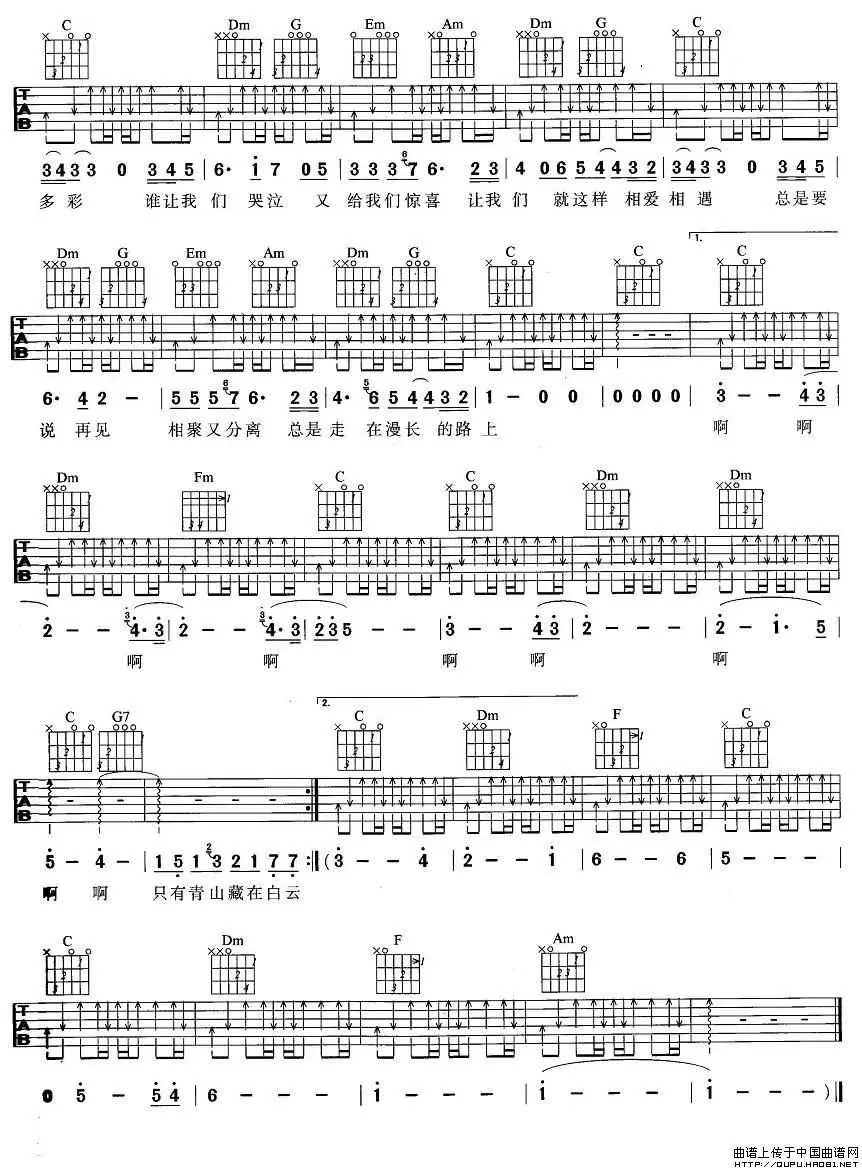 C Dm G Em Am Dm G C
T A B
3 4 3 3 0 3 4 5 | 6· i 7 0 5 | 3 3 3 7 6· 2 3 | 4 0 6 5 4 4 3 2 | 3 4 3 3 0 3 4 5 |
多彩 谁让我们 哭泣 又 给我们惊喜 让我们 就这样 相爱相遇 总是要
1.
Dm G Em Am Dm G C C C
T A B
6· 4 2 - | 5 5 5 7 6· 2 3 | 4· 6 5 4 4 3 2 | 1 - 0 0 | 0 0 0 0 | 3 - - 4 3
说 再见 相聚又分离 总是走 在漫长 的路上 啊 啊
Dm Fm C C Dm Dm
T A B
2 - - 4· 3 | 2 - - 4· 3 | 2 3 5 - - - | 3 - - 4 3 | 2 - - - | 2 - 1· 5
啊 啊 啊 啊 啊
2.
C G7 C Dm F C
T A B
5 - 4 - | 1 5 1 3 2 1 7 7 :|| ( 3 - - 4 | 2 - - 1 | 6 - - 6 | 5 - - - |
啊 啊 只有青山藏在白云
C Dm F Am
T A B
0 5 - 5 4 | 6 - - - | 1 - - - | i - - - | i - - - ) ||
曲谱上传于中国曲谱网
HTTP://QUPU.HAO81.NET